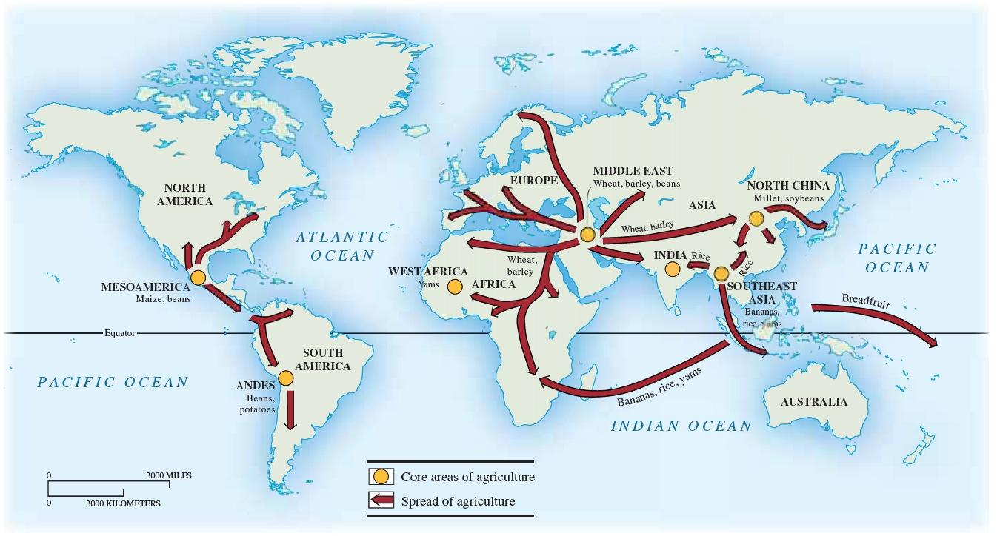 NORTH
AMERICA
ATLANTIC
OCEAN
MESOAMERICA
Maize, beans
Equator
PACIFIC OCEAN
SOUTH
AMERICA
ANDES
Beans,
potatoes
EUROPE
MIDDLE EAST
Wheat, barley, beans
ASIA
NORTH CHINA
Millet, soybeans
Wheat, barley
Wheat,
barley
WEST AFRICA
Yams
AFRICA
INDIA
Rice
Rice
SOUTHEAST
ASIA
Bananas,
rice, yams
PACIFIC
OCEAN
Breadfruit
Bananas, rice, yams
INDIAN OCEAN
AUSTRALIA
0 3000 MILES
0 3000 KILOMETERS
Core areas of agriculture
Spread of agriculture